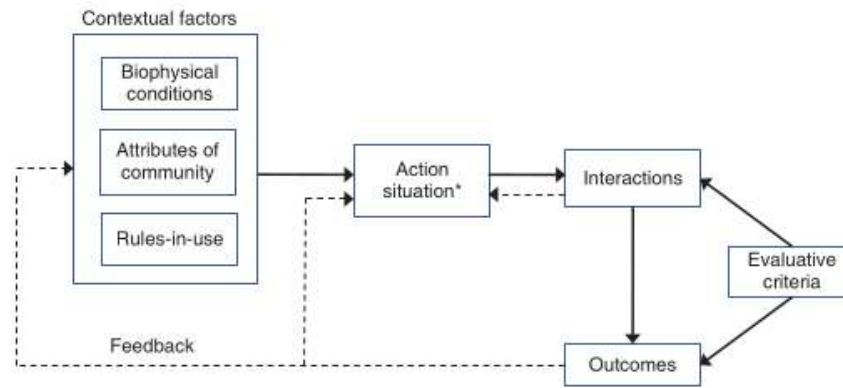 Contextual factors
Biophysical
conditions
Attributes of
community
Rules-in-use
Action
situation*
Interactions
Evaluative
criteria
Feedback
Outcomes